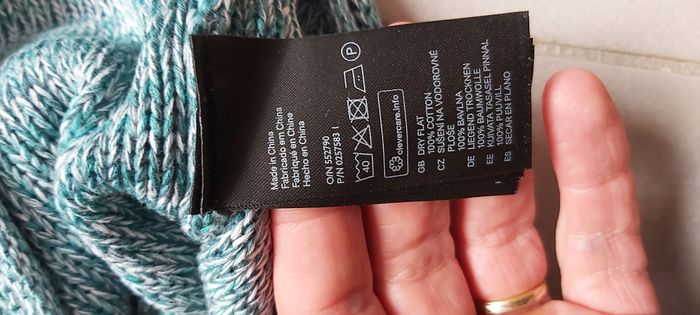 Made in China
Fabricado em China
Fabriqué en Chine
Hecho en China
O/N 552790
P/N 0257583 I
40
P
clevercare.info
GB DRY FLAT
100% COTTON
CZ SUŠENÍ NA VODOROVNÉ
PLOŠE
100% BAVLNA
DE LIEGEND TROCKNEN
100% BAUMWOLLE
EE KUIVATA TASASEL PINNAL
100% PUUVILL
ES SECAR EN PLANO